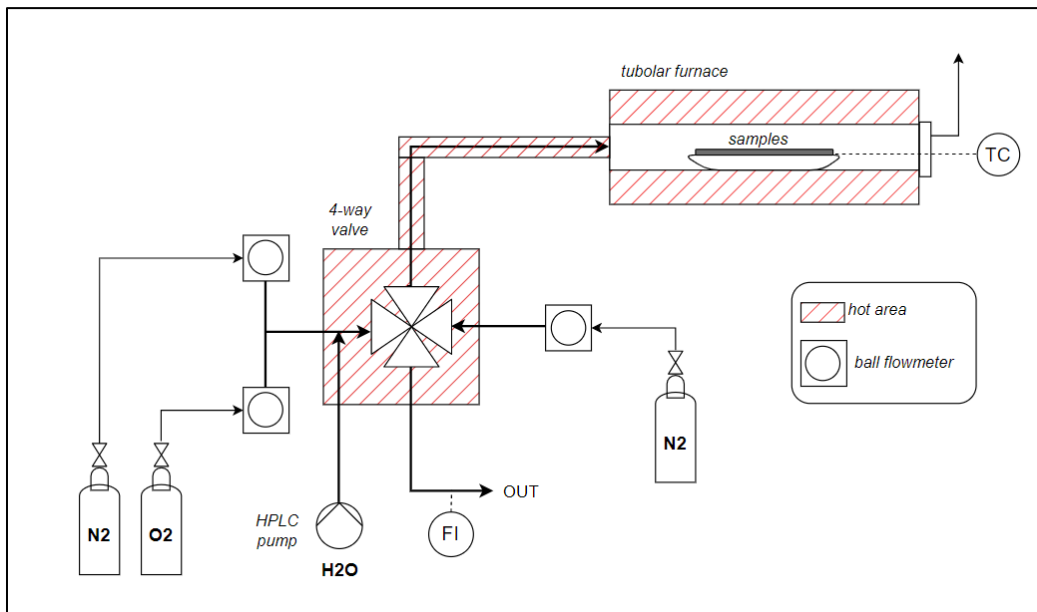 tubolar furnace
samples
TC
4-way
valve
hot area
ball flowmeter
N2
O2
HPLC
pump
H2O
FI
OUT
N2